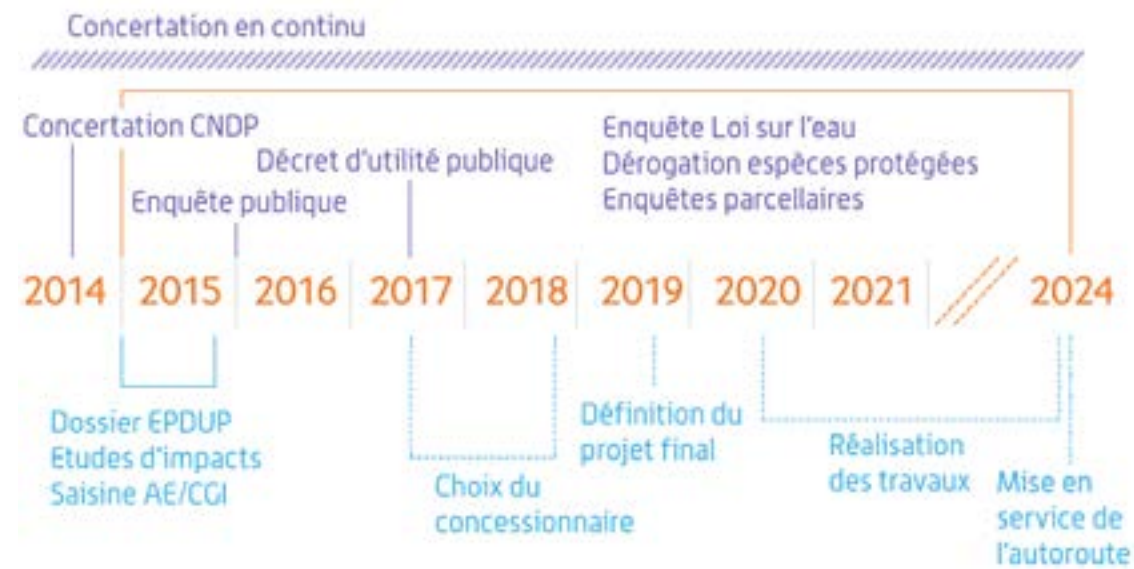 Concertation en continu
Concertation CNDP
Décret d'utilité publique
Enquête publique
Enquête Loi sur l'eau
Dérogation espèces protégées
Enquêtes parcellaires
2014 2015 2016 2017 2018 2019 2020 2021 2024
Dossier EPDUP
Etudes d'impacts
Saisine AE/CGI
Choix du
concessionnaire
Définition du
projet final
Réalisation
des travaux
Mise en
service de
l'autoroute